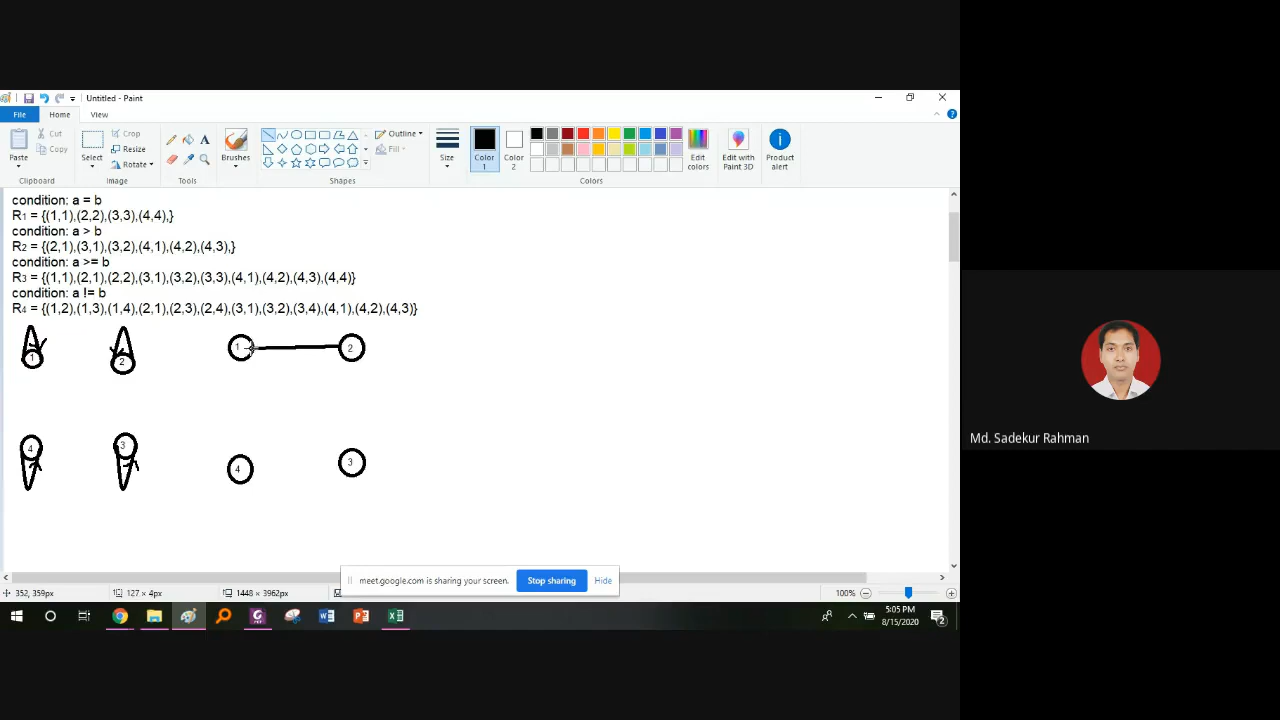 Untitled - Paint
File Home View
Cut Crop Outline
Copy Resize Fill
Paste Select Rotate Brushes Size Color 1 Color 2 Edit colors Edit with Paint 3D Product alert
Clipboard Image Tools Shapes Colors
condition: a = b
R1 = {(1,1),(2,2),(3,3),(4,4),}
condition: a > b
R2 = {(2,1),(3,1),(3,2),(4,1),(4,2),(4,3),}
condition: a >= b
R3 = {(1,1),(2,1),(2,2),(3,1),(3,2),(3,3),(4,1),(4,2),(4,3),(4,4)}
condition: a != b
R4 = {(1,2),(1,3),(1,4),(2,1),(2,3),(2,4),(3,1),(3,2),(3,4),(4,1),(4,2),(4,3)}
1 2 1 2
4 3 4 3
Md. Sadekur Rahman
meet.google.com is sharing your screen. Stop sharing Hide
352, 359px 127 × 4px 1448 × 3962px 100%
5:05 PM
8/15/2020
2